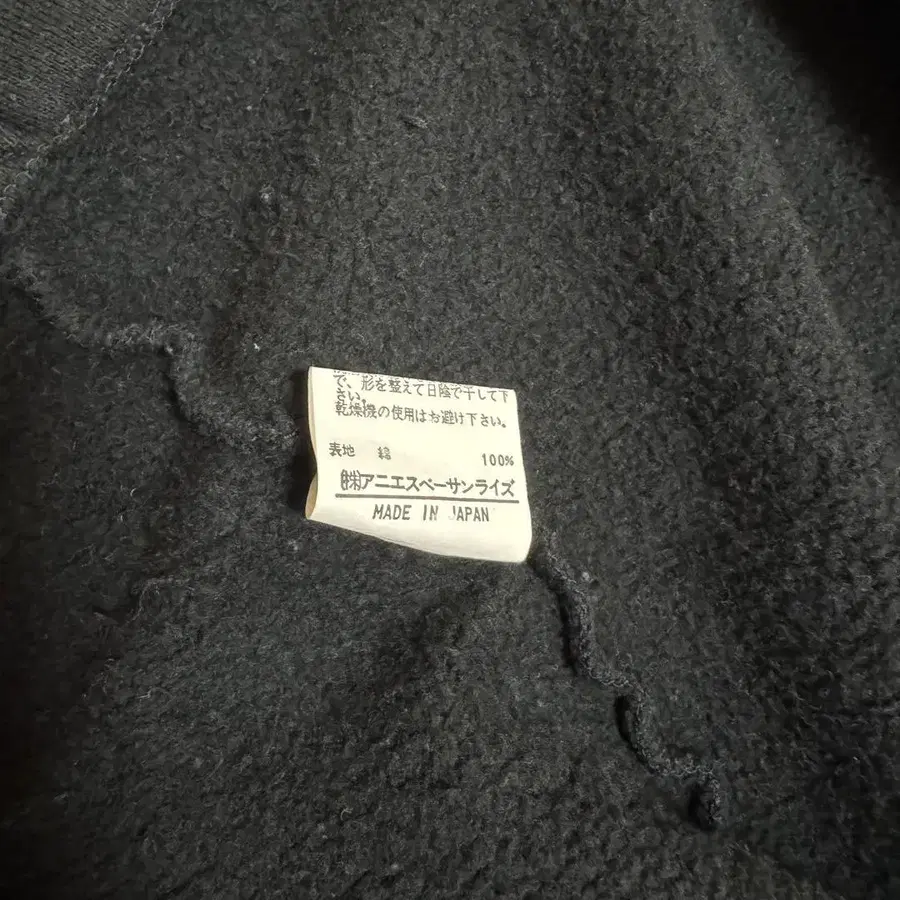 で、形を整えて日陰で干して下
さい。
乾燥機の使用はお避け下さい。
表地 綿 100%
(株)アニエスベーサンライズ
MADE IN JAPAN